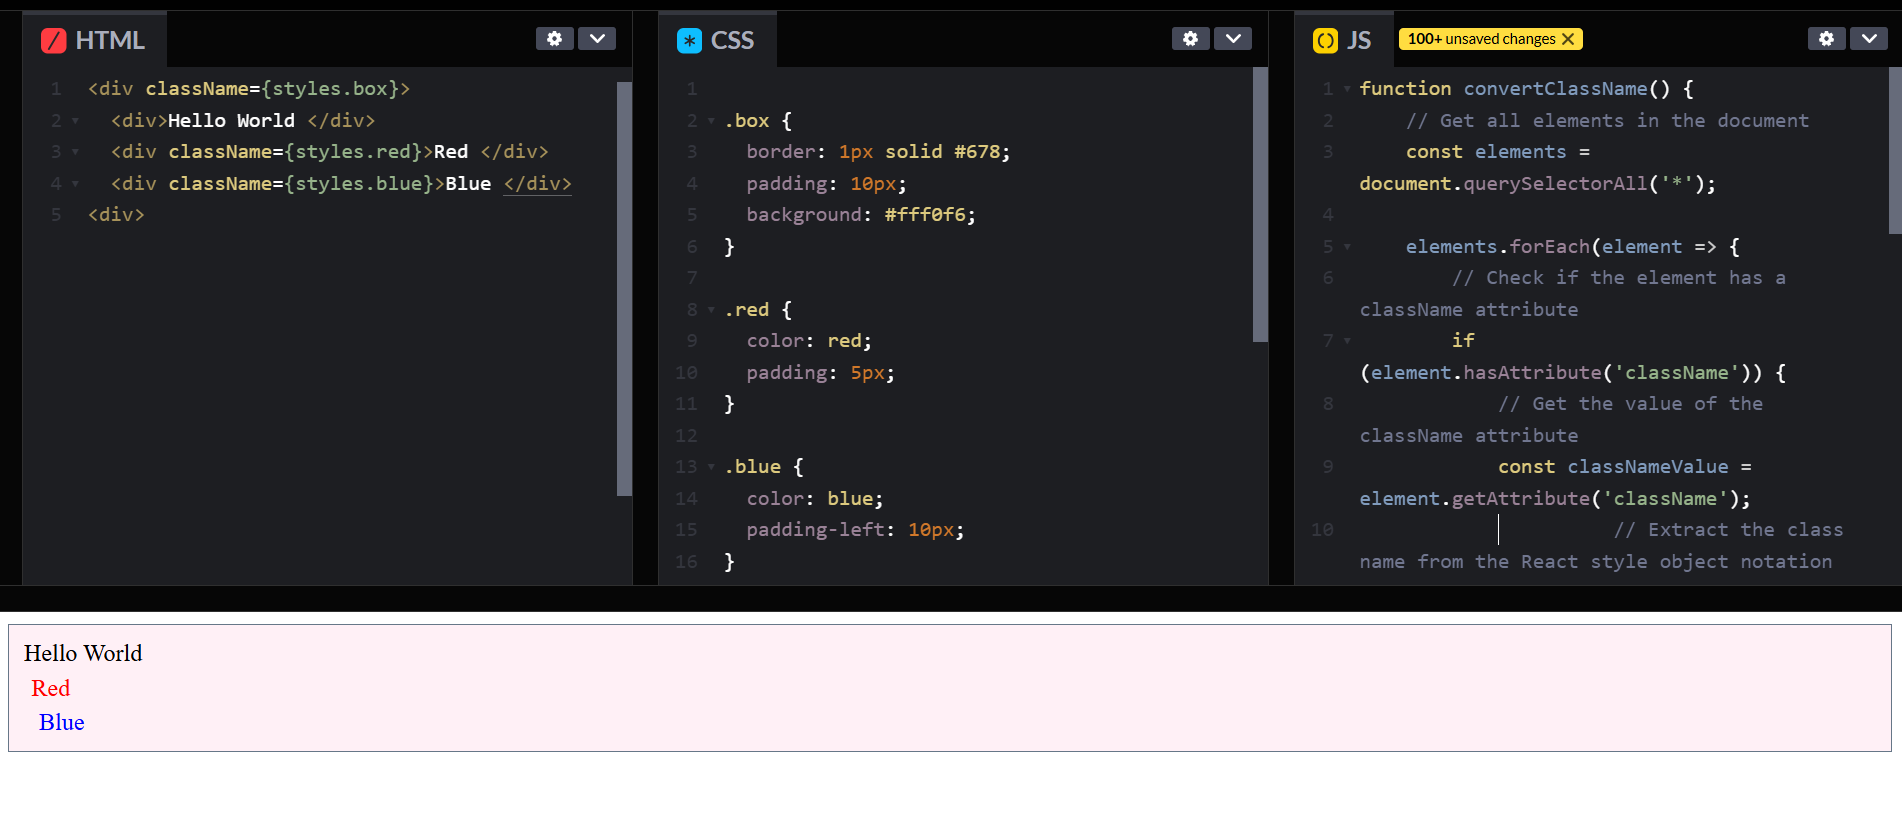 HTML
1 <div className={styles.box}>
2 <div>Hello World </div>
3 <div className={styles.red}>Red </div>
4 <div className={styles.blue}>Blue </div>
5 <div>
CSS
1
2 .box {
3 border: 1px solid #678;
4 padding: 10px;
5 background: #fff0f6;
6 }
7
8 .red {
9 color: red;
10 padding: 5px;
11 }
12
13 .blue {
14 color: blue;
15 padding-left: 10px;
16 }
JS
100+ unsaved changes
1 function convertClassName() {
2 // Get all elements in the document
3 const elements =
document.querySelectorAll('*');
4
5 elements.forEach(element => {
6 // Check if the element has a
className attribute
7 if
(element.hasAttribute('className')) {
8 // Get the value of the
className attribute
9 const classNameValue =
element.getAttribute('className');
10 // Extract the class
name from the React style object notation
Hello World
Red
Blue